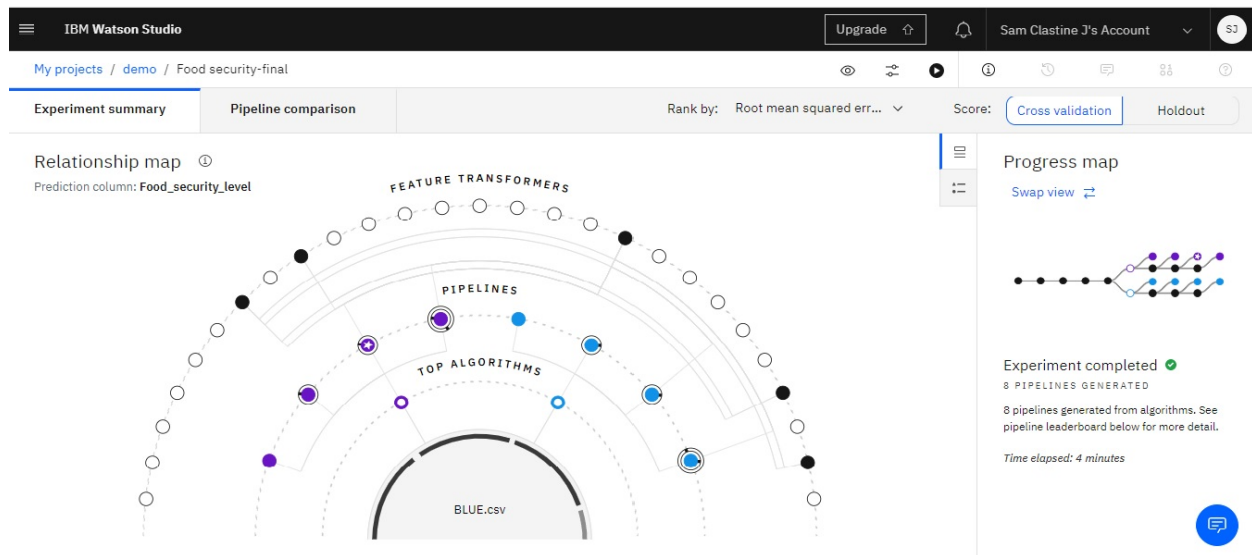 IBM Watson Studio
Upgrade
Sam Clastine J's Account
SJ
My projects / demo / Food security-final
Experiment summary
Pipeline comparison
Rank by: Root mean squared err...
Score: Cross validation Holdout
Relationship map
Prediction column: Food_security_level
FEATURE TRANSFORMERS
PIPELINES
TOP ALGORITHMS
BLUE.csv
Progress map
Swap view
Experiment completed
8 PIPELINES GENERATED
8 pipelines generated from algorithms. See
pipeline leaderboard below for more detail.
Time elapsed: 4 minutes